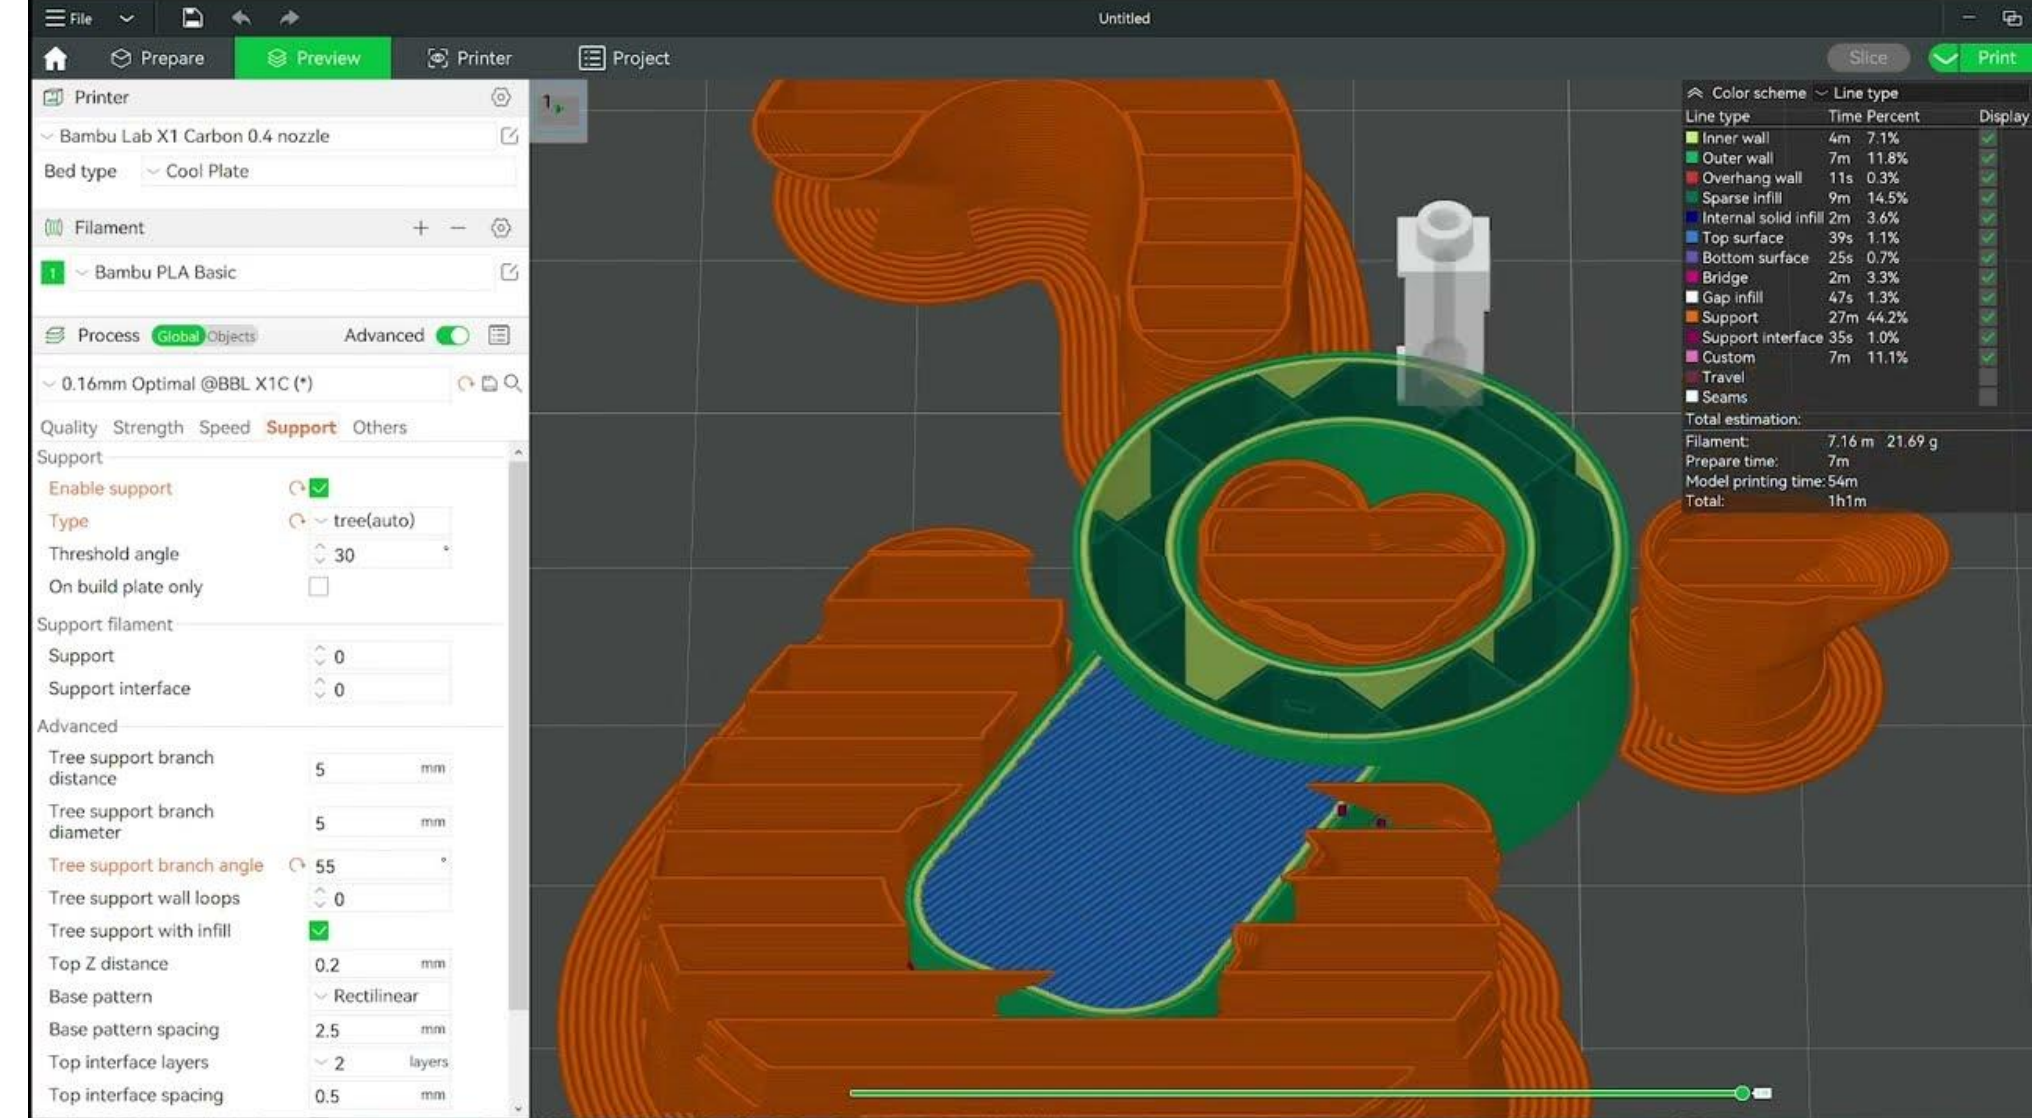 File
Untitled
Prepare
Preview
Printer
Project
Slice
Print
Printer
Bambu Lab X1 Carbon 0.4 nozzle
Bed type Cool Plate
Filament
1 Bambu PLA Basic
Process Global Objects Advanced
0.16mm Optimal @BBL X1C (*)
Quality Strength Speed Support Others
Support
Enable support
Type tree(auto)
Threshold angle 30 °
On build plate only
Support filament
Support 0
Support interface 0
Advanced
Tree support branch
distance 5 mm
Tree support branch
diameter 5 mm
Tree support branch angle 55 °
Tree support wall loops 0
Tree support with infill
Top Z distance 0.2 mm
Base pattern Rectilinear
Base pattern spacing 2.5 mm
Top interface layers 2 layers
Top interface spacing 0.5 mm
1
Color scheme Line type
Line type Time Percent Display
Inner wall 4m 7.1%
Outer wall 7m 11.8%
Overhang wall 11s 0.3%
Sparse infill 9m 14.5%
Internal solid infill 2m 3.6%
Top surface 39s 1.1%
Bottom surface 25s 0.7%
Bridge 2m 3.3%
Gap infill 47s 1.3%
Support 27m 44.2%
Support interface 35s 1.0%
Custom 7m 11.1%
Travel
Seams
Total estimation:
Filament: 7.16 m 21.69 g
Prepare time: 7m
Model printing time: 54m
Total: 1h1m